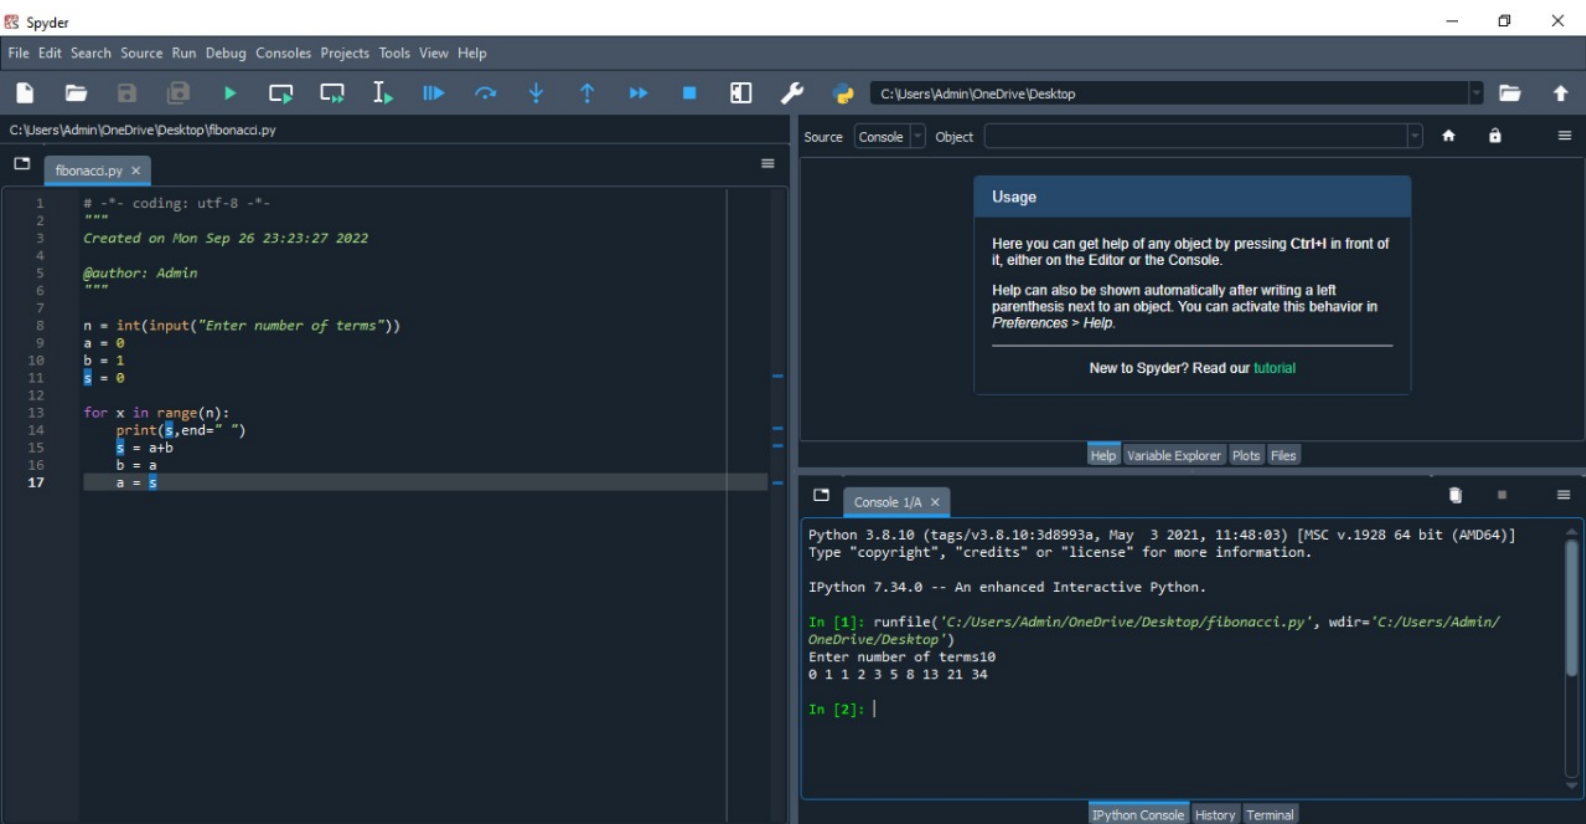 Spyder
File Edit Search Source Run Debug Consoles Projects Tools View Help
C:\Users\Admin\OneDrive\Desktop
C:\Users\Admin\OneDrive\Desktop\fibonacci.py
fibonacci.py
1 # -*- coding: utf-8 -*-
2 """
3 Created on Mon Sep 26 23:23:27 2022
4
5 @author: Admin
6 """
7
8 n = int(input("Enter number of terms"))
9 a = 0
10 b = 1
11 s = 0
12
13 for x in range(n):
14     print(s,end=" ")
15     s = a+b
16     b = a
17     a = s
Source Console Object
Usage
Here you can get help of any object by pressing Ctrl+I in front of
it, either on the Editor or the Console.
Help can also be shown automatically after writing a left
parenthesis next to an object. You can activate this behavior in
Preferences > Help.
New to Spyder? Read our tutorial
Help Variable Explorer Plots Files
Console 1/A
Python 3.8.10 (tags/v3.8.10:3d8993a, May  3 2021, 11:48:03) [MSC v.1928 64 bit (AMD64)]
Type "copyright", "credits" or "license" for more information.
IPython 7.34.0 -- An enhanced Interactive Python.
In [1]: runfile('C:/Users/Admin/OneDrive/Desktop/fibonacci.py', wdir='C:/Users/Admin/
OneDrive/Desktop')
Enter number of terms10
0 1 1 2 3 5 8 13 21 34
In [2]:
IPython Console History Terminal